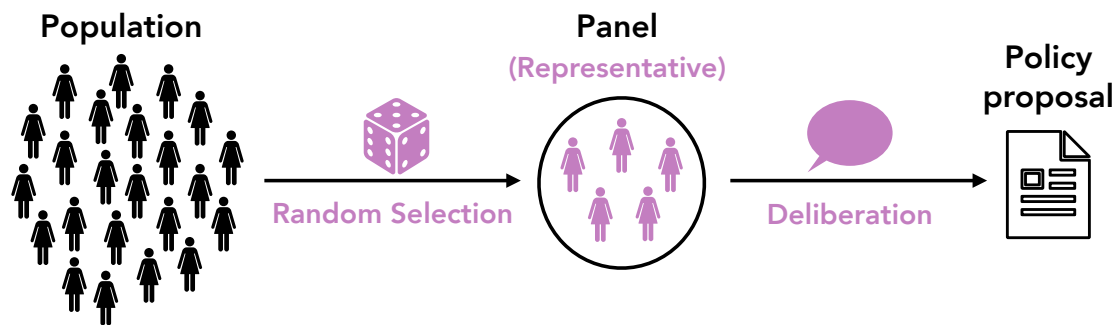 Population
Random Selection
Panel
(Representative)
Deliberation
Policy
proposal